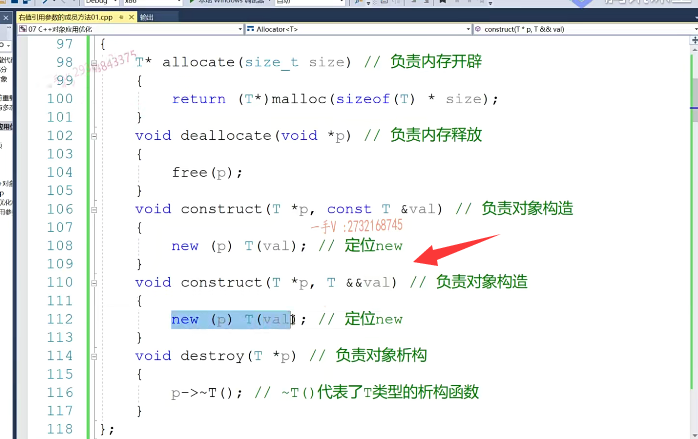 右值引用参数的成员方法01.cpp 输出
07 C++对象应用优化 Allocator<T> construct(T * p, T && val)
97 {
98 T* allocate(size_t size) // 负责内存开辟
99 {
100 return (T*)malloc(sizeof(T) * size);
101 }
102 void deallocate(void *p) // 负责内存释放
103 {
104 free(p);
105 }
106 void construct(T *p, const T &val) // 负责对象构造
一手V :2732168745
107 {
108 new (p) T(val); // 定位new
109 }
110 void construct(T *p, T &&val) // 负责对象构造
111 {
112 new (p) T(val); // 定位new
113 }
114 void destroy(T *p) // 负责对象析构
115 {
116 p->~T(); // ~T()代表了T类型的析构函数
117 }
118 };